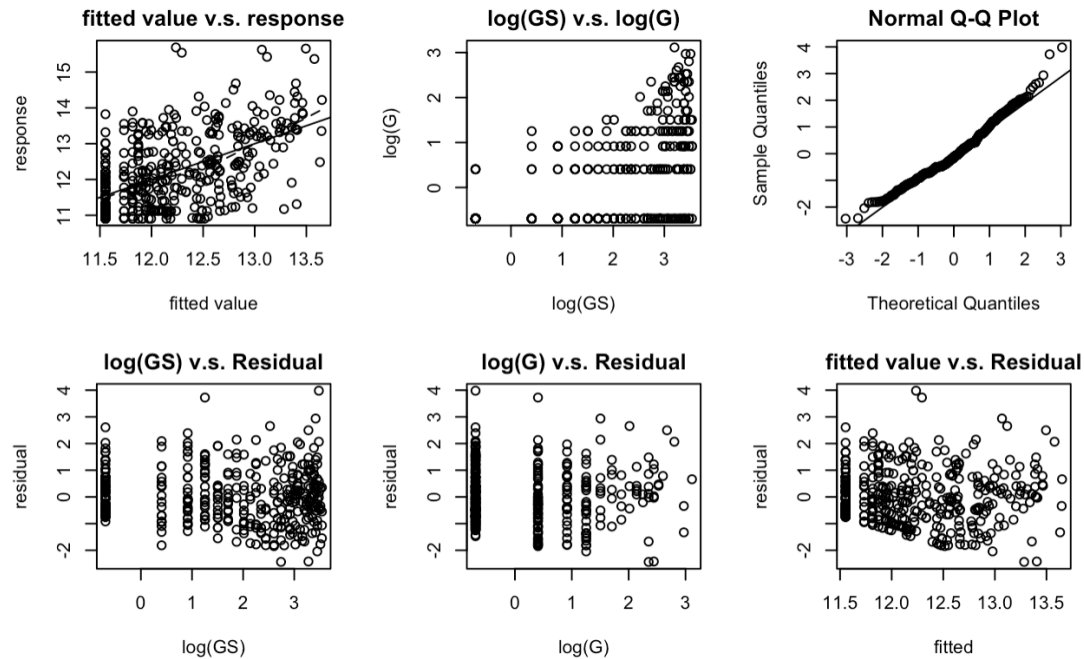 fitted value v.s. response
response
15
14
13
12
11
11.5 12.0 12.5 13.0 13.5
fitted value
log(GS) v.s. log(G)
log(G)
3
2
1
0
0 1 2 3
log(GS)
Normal Q-Q Plot
Sample Quantiles
4
3
2
1
0
-2
-3 -2 -1 0 1 2 3
Theoretical Quantiles
log(GS) v.s. Residual
residual
4
3
2
1
0
-2
0 1 2 3
log(GS)
log(G) v.s. Residual
residual
4
3
2
1
0
-2
0 1 2 3
log(G)
fitted value v.s. Residual
residual
4
3
2
1
0
-2
11.5 12.0 12.5 13.0 13.5
fitted